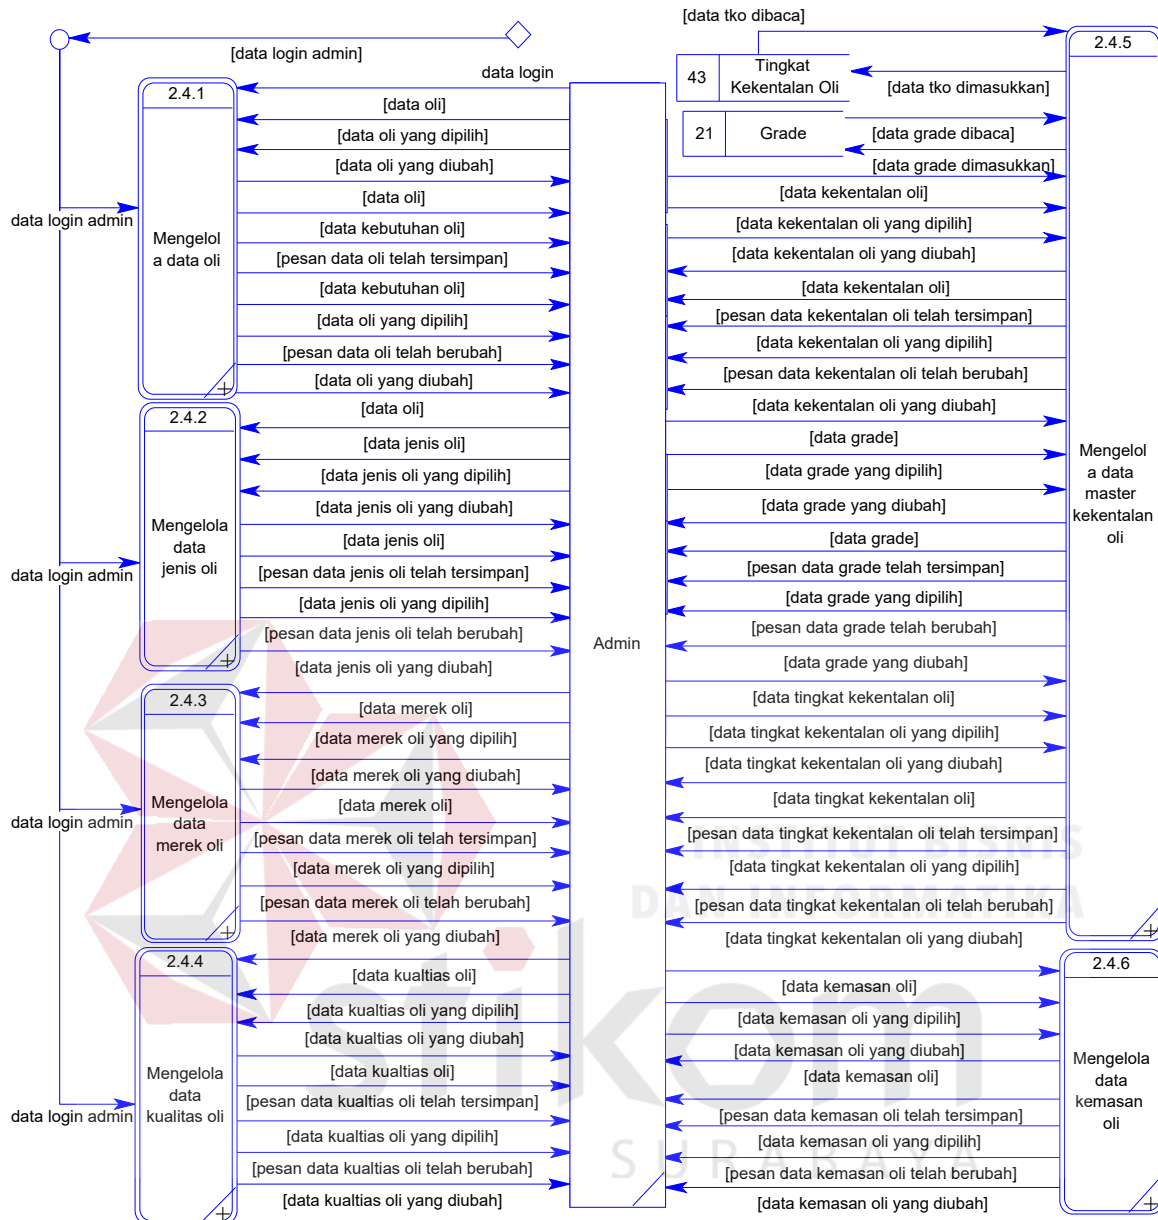 [data login admin]
data login
2.4.1
Mengelol
a data oli
data login admin
[data oli]
[data oli yang dipilih]
[data oli yang diubah]
[data oli]
[data kebutuhan oli]
[pesan data oli telah tersimpan]
[data kebutuhan oli]
[data oli yang dipilih]
[pesan data oli telah berubah]
[data oli yang diubah]
2.4.2
Mengelola
data
jenis oli
data login admin
[data oli]
[data jenis oli]
[data jenis oli yang dipilih]
[data jenis oli yang diubah]
[data jenis oli]
[pesan data jenis oli telah tersimpan]
[data jenis oli yang dipilih]
[pesan data jenis oli telah berubah]
[data jenis oli yang diubah]
2.4.3
Mengelola
data
merek oli
data login admin
[data merek oli]
[data merek oli yang dipilih]
[data merek oli yang diubah]
[data merek oli]
[pesan data merek oli telah tersimpan]
[data merek oli yang dipilih]
[pesan data merek oli telah berubah]
[data merek oli yang diubah]
2.4.4
Mengelola
data
kualitas oli
data login admin
[data kualtias oli]
[data kualtias oli yang dipilih]
[data kualtias oli yang diubah]
[data kualtias oli]
[pesan data kualtias oli telah tersimpan]
[data kualtias oli yang dipilih]
[pesan data kualtias oli telah berubah]
[data kualtias oli yang diubah]
Admin
[data tko dibaca]
43
Tingkat
Kekentalan Oli
[data tko dimasukkan]
21
Grade
[data grade dibaca]
[data grade dimasukkan]
2.4.5
Mengelol
a data
master
kekentalan
oli
[data kekentalan oli]
[data kekentalan oli yang dipilih]
[data kekentalan oli yang diubah]
[data kekentalan oli]
[pesan data kekentalan oli telah tersimpan]
[data kekentalan oli yang dipilih]
[pesan data kekentalan oli telah berubah]
[data kekentalan oli yang diubah]
[data grade]
[data grade yang dipilih]
[data grade yang diubah]
[data grade]
[pesan data grade telah tersimpan]
[data grade yang dipilih]
[pesan data grade telah berubah]
[data grade yang diubah]
[data tingkat kekentalan oli]
[data tingkat kekentalan oli yang dipilih]
[data tingkat kekentalan oli yang diubah]
[data tingkat kekentalan oli]
[pesan data tingkat kekentalan oli telah tersimpan]
[data tingkat kekentalan oli yang dipilih]
[pesan data tingkat kekentalan oli telah berubah]
[data tingkat kekentalan oli yang diubah]
2.4.6
Mengelola
data
kemasan
oli
[data kemasan oli]
[data kemasan oli yang dipilih]
[data kemasan oli yang diubah]
[data kemasan oli]
[pesan data kemasan oli telah tersimpan]
[data kemasan oli yang dipilih]
[pesan data kemasan oli telah berubah]
[data kemasan oli yang diubah]
INSTITUT BISNIS
DAN INFORMATIKA
stikom
SURABAYA